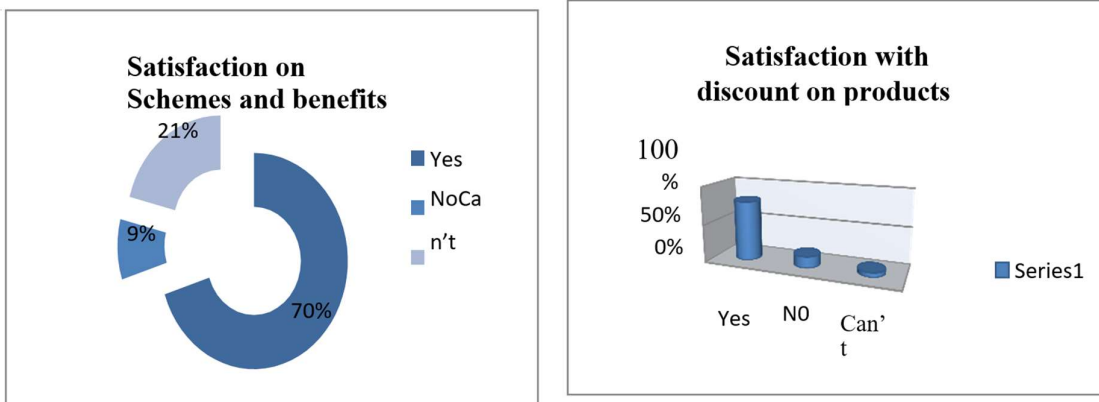 Satisfaction on
Schemes and benefits
21%
9%
70%
Yes
NoCa
n't
Satisfaction with
discount on products
100
%
50%
0%
Yes
N0
Can'
t
Series1